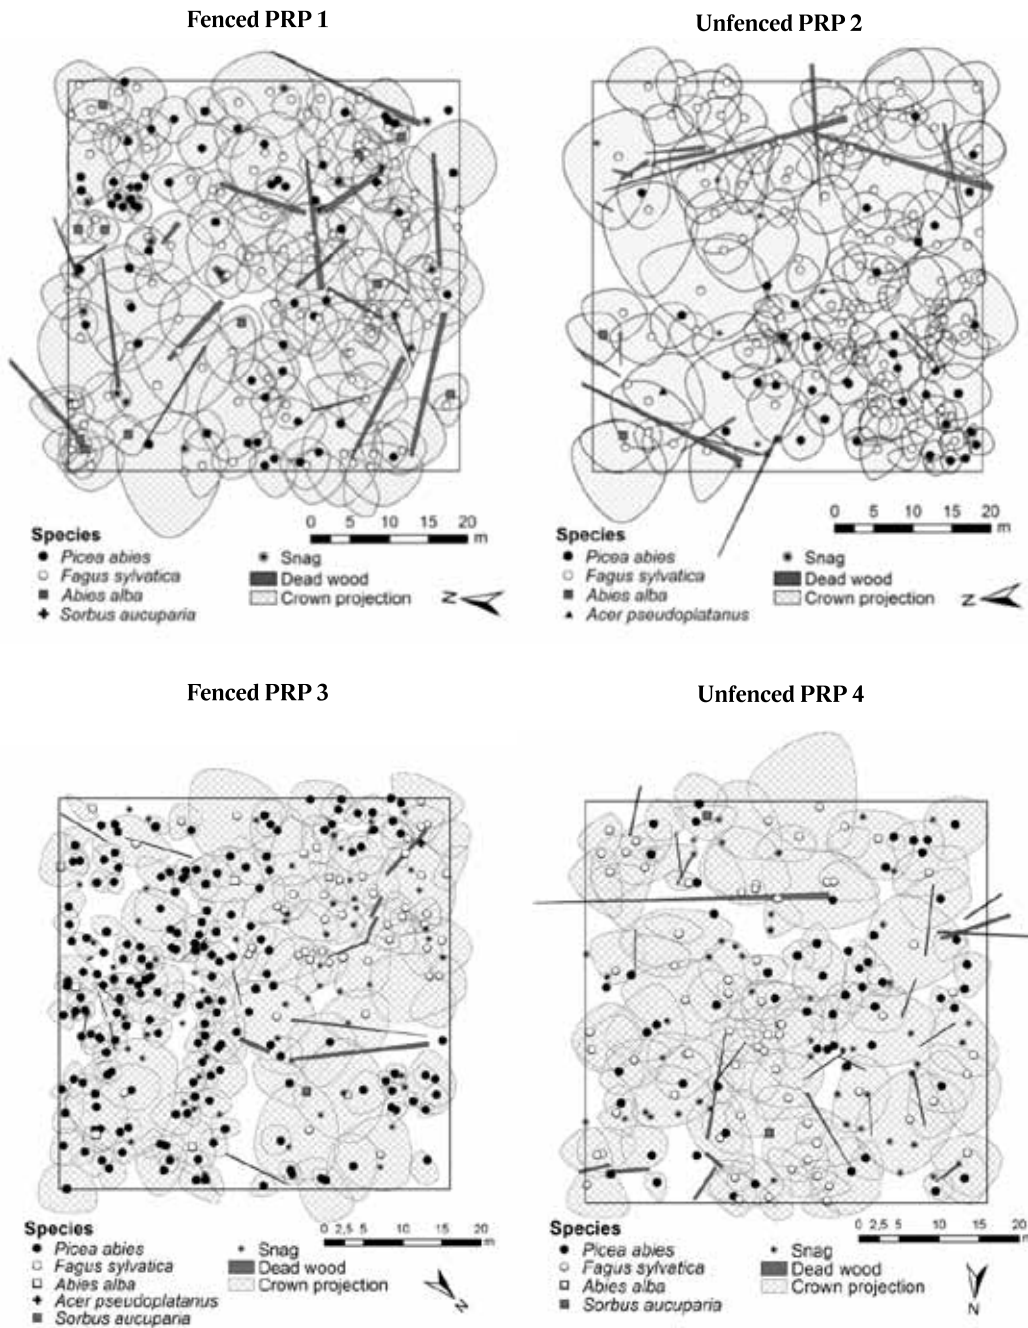 Fenced PRP 1
Unfenced PRP 2
0 5 10 15 20
m
Species
Picea abies
Fagus sylvatica
Abies alba
Sorbus aucuparia
Snag
Dead wood
Crown projection
N
0 5 10 15 20
m
Species
Picea abies
Fagus sylvatica
Abies alba
Acer pseudoplatanus
Snag
Dead wood
Crown projection
N
Fenced PRP 3
Unfenced PRP 4
Species
Picea abies
Fagus sylvatica
Abies alba
Acer pseudoplatanus
Sorbus aucuparia
0 2,5 5 10 15 20
m
Snag
Dead wood
Crown projection
N
Species
Picea abies
Fagus sylvatica
Abies alba
Sorbus aucuparia
0 2,5 5 10 15 20
m
Snag
Dead wood
Crown projection
N